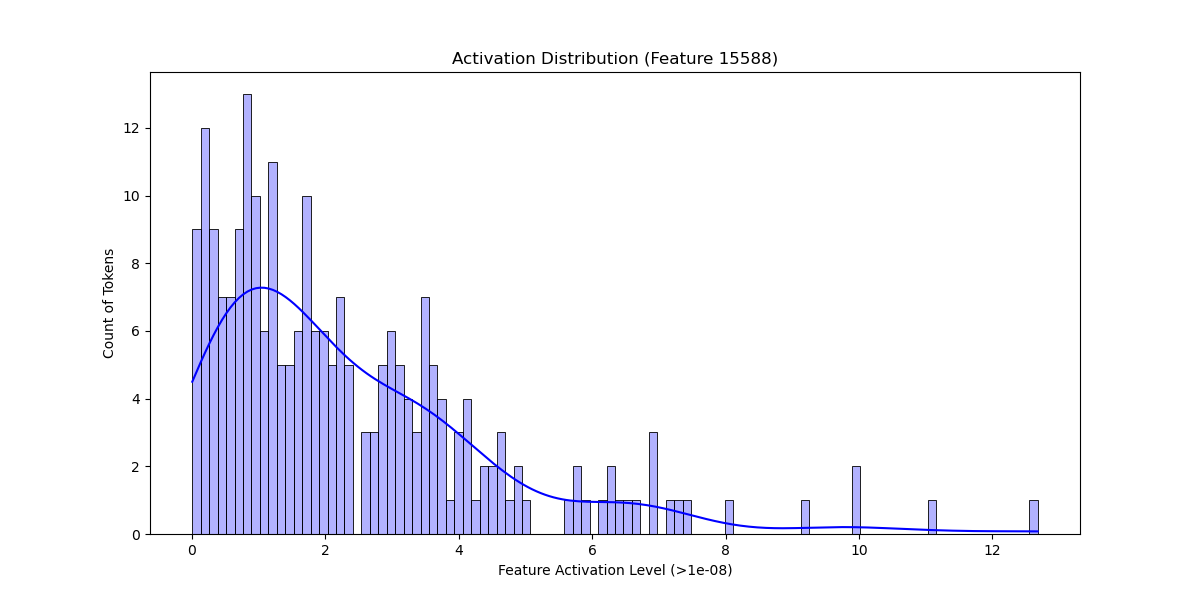 Activation Distribution (Feature 15588)
12
10
8
6
4
2
0
Count of Tokens
0 2 4 6 8 10 12
Feature Activation Level (>1e-08)